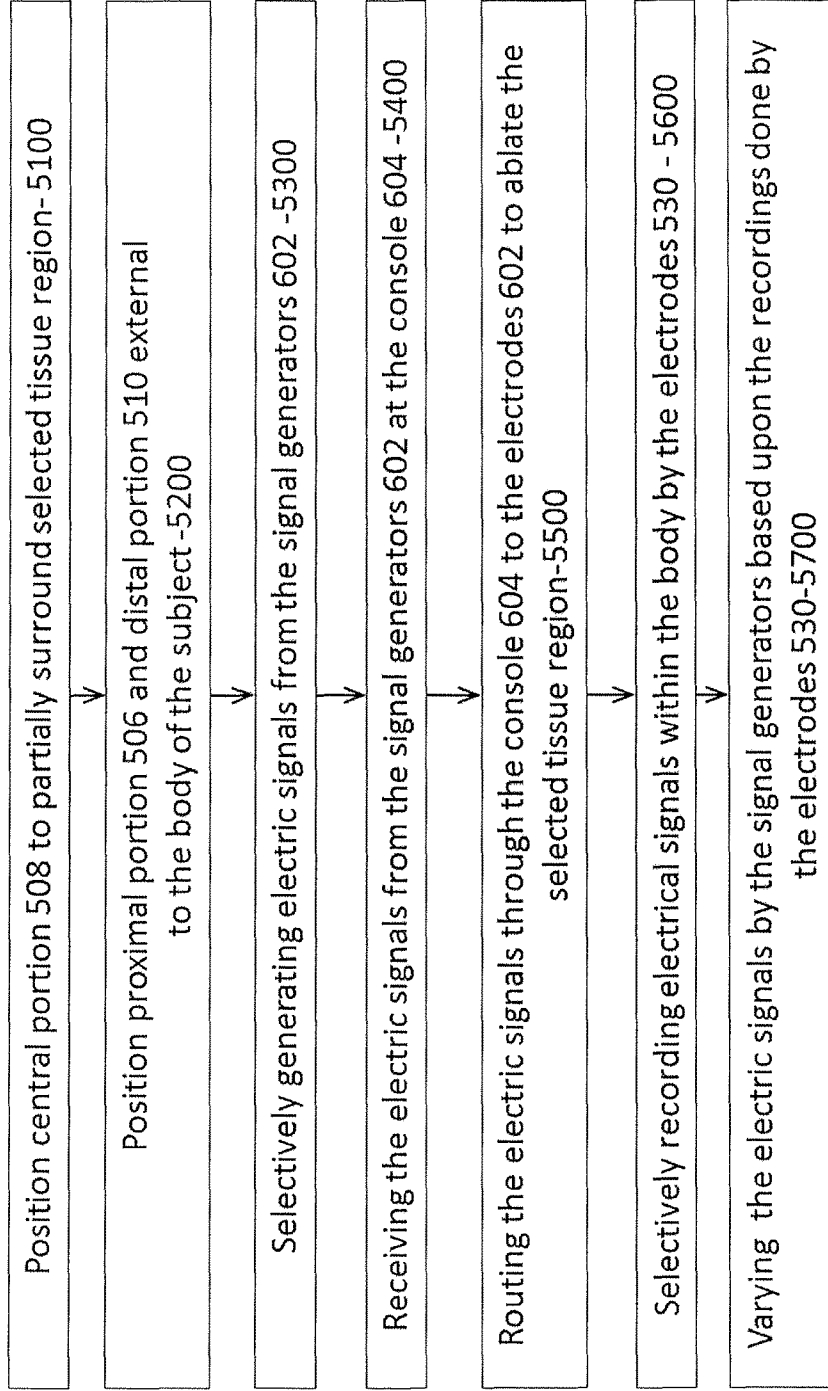 Position central portion 508 to partially surround selected tissue region- 5100
Position proximal portion 506 and distal portion 510 external
to the body of the subject -5200
Selectively generating electric signals from the signal generators 602 -5300
Receiving the electric signals from the signal generators 602 at the console 604 -5400
Routing the electric signals through the console 604 to the electrodes 602 to ablate the
selected tissue region-5500
Selectively recording electrical signals within the body by the electrodes 530 - 5600
Varying the electric signals by the signal generators based upon the recordings done by
the electrodes 530-5700